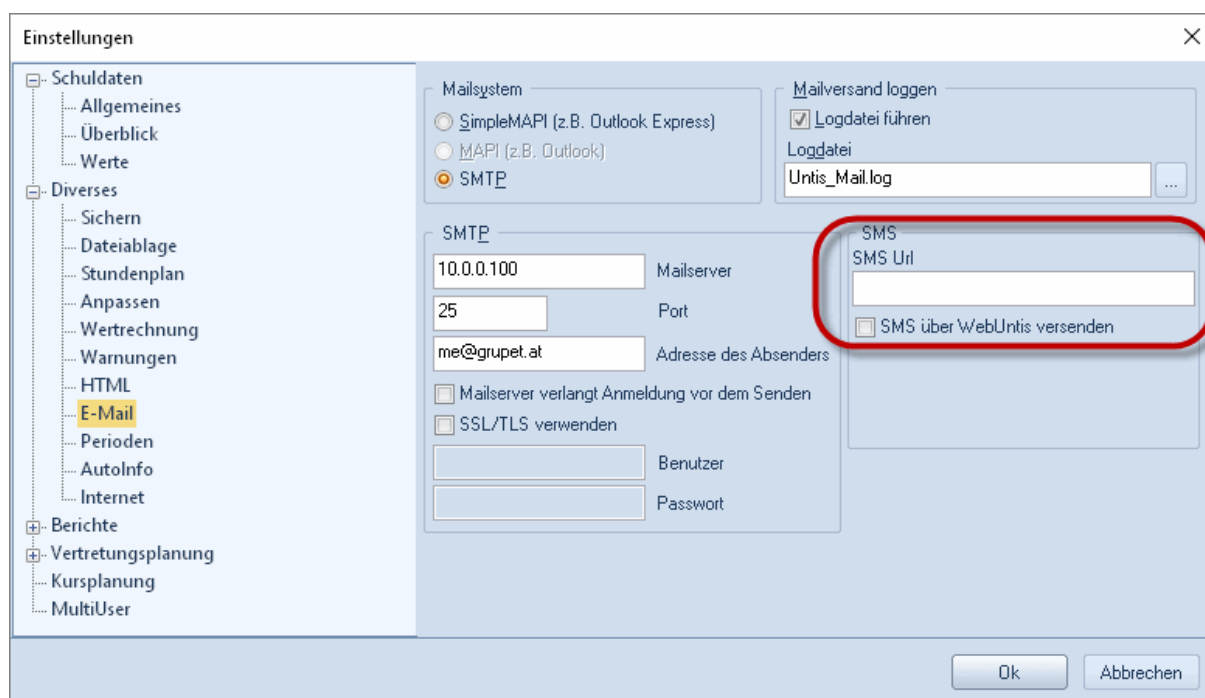 Einstellungen
Schuldaten
Allgemeines
Überblick
Werte
Diverses
Sichern
Dateiablage
Stundenplan
Anpassen
Wertrechnung
Warnungen
HTML
E-Mail
Perioden
AutoInfo
Internet
Berichte
Vertretungsplanung
Kursplanung
MultiUser
Mailsystem
SimpleMAPI (z.B. Outlook Express)
MAPI (z.B. Outlook)
SMTP
Mailversand loggen
Logdatei führen
Logdatei
Untis_Mail.log ...
SMTP
10.0.0.100 Mailserver
25 Port
me@grupet.at Adresse des Absenders
Mailserver verlangt Anmeldung vor dem Senden
SSL/TLS verwenden
Benutzer
Passwort
SMS
SMS Url
SMS über WebUntis versenden
Ok Abbrechen